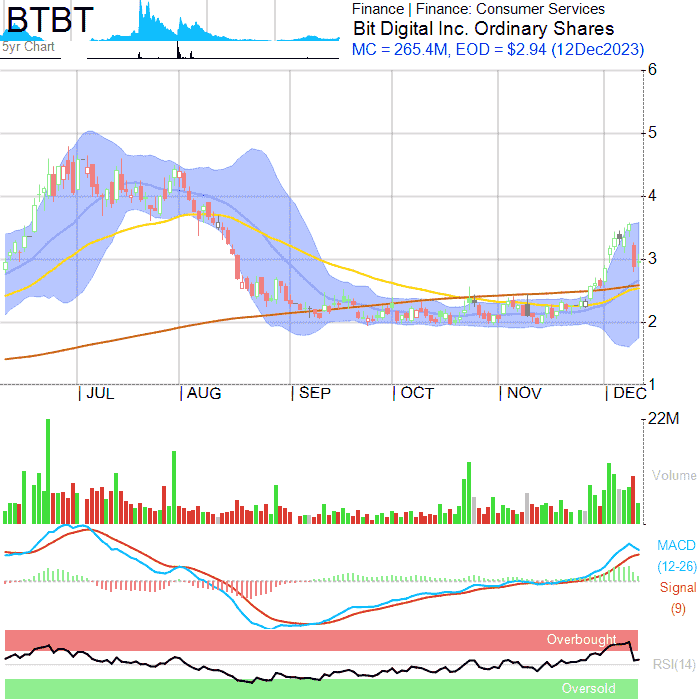 BTBT
5yr Chart
Finance | Finance: Consumer Services
Bit Digital Inc. Ordinary Shares
MC = 265.4M, EOD = $2.94 (12Dec2023)
6
5
4
3
2
1
| JUL | AUG | SEP | OCT | NOV | DEC
22M
Volume
MACD
(12-26)
Signal
(9)
Overbought
RSI(14)
Oversold